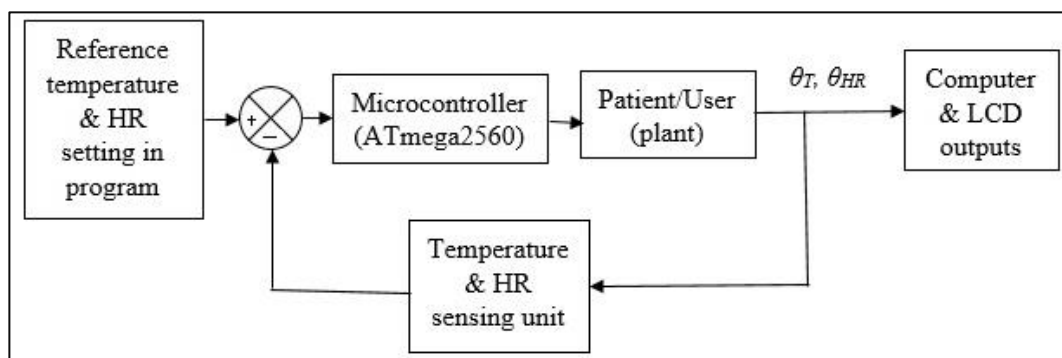 Reference
temperature
& HR
setting in
program
+
−
Microcontroller
(ATmega2560)
Patient/User
(plant)
θT, θHR
Computer
& LCD
outputs
Temperature
& HR
sensing unit